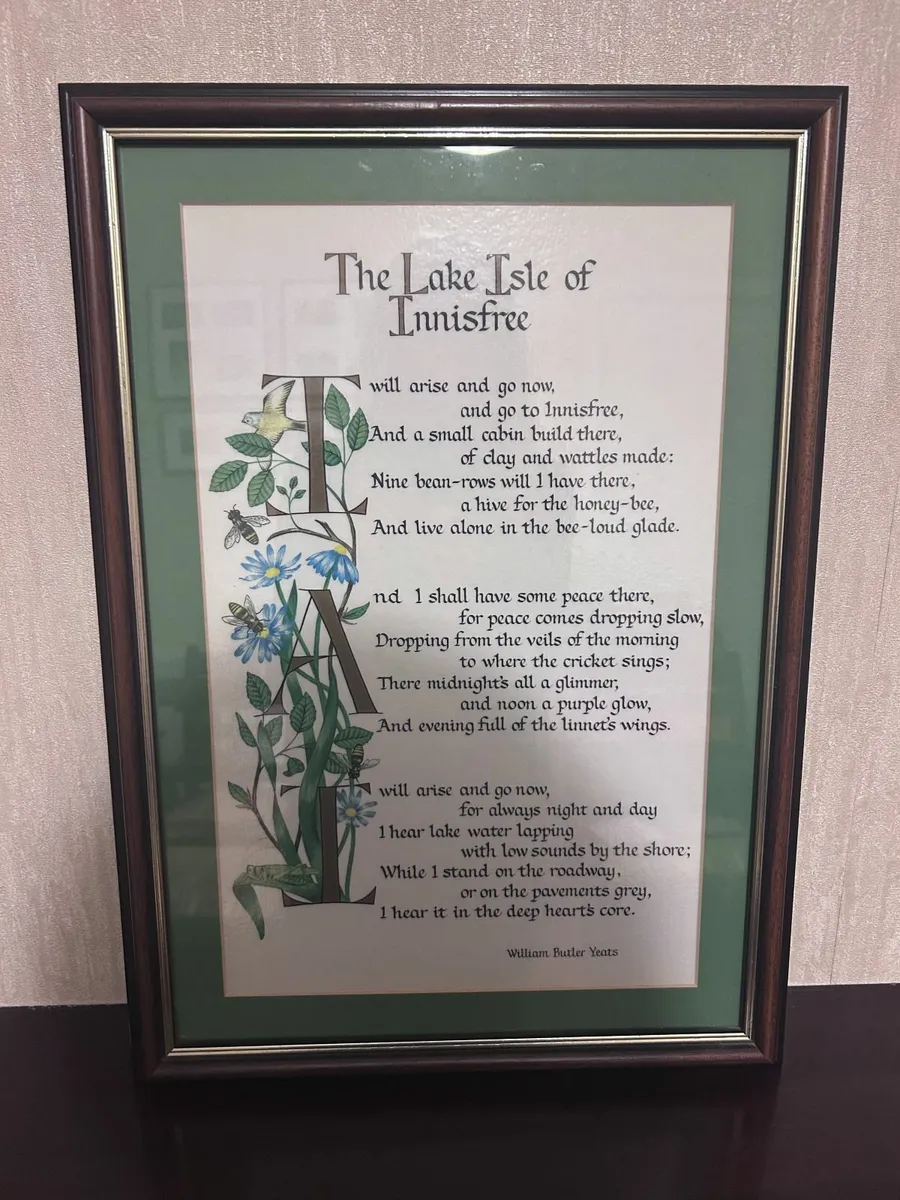 The Lake Isle of
Innisfree
I will arise and go now,
and go to Innisfree,
And a small cabin build there,
of clay and wattles made:
Nine bean-rows will I have there,
a hive for the honey-bee,
And live alone in the bee-loud glade.
And I shall have some peace there,
for peace comes dropping slow,
Dropping from the veils of the morning
to where the cricket sings;
There midnight's all a glimmer,
and noon a purple glow,
And evening full of the linnet's wings.
I will arise and go now,
for always night and day
I hear lake water lapping
with low sounds by the shore;
While I stand on the roadway,
or on the pavements grey,
I hear it in the deep heart's core.
William Butler Yeats